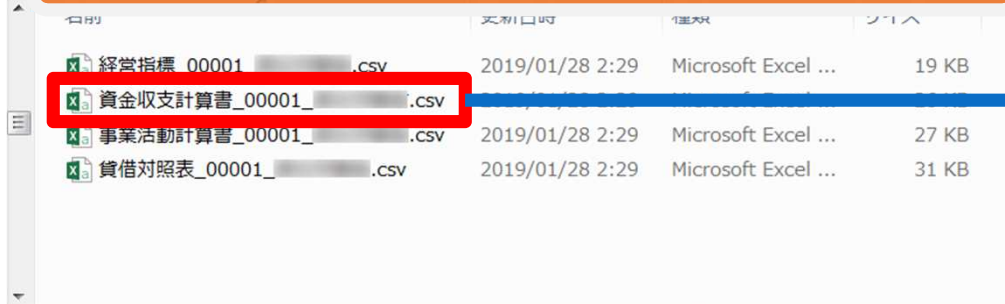 名前 更新日時 種類 サイズ
経営指標_00001_ .csv 2019/01/28 2:29 Microsoft Excel ... 19 KB
資金収支計算書_00001_ .csv
事業活動計算書_00001_ .csv 2019/01/28 2:29 Microsoft Excel ... 27 KB
貸借対照表_00001_ .csv 2019/01/28 2:29 Microsoft Excel ... 31 KB